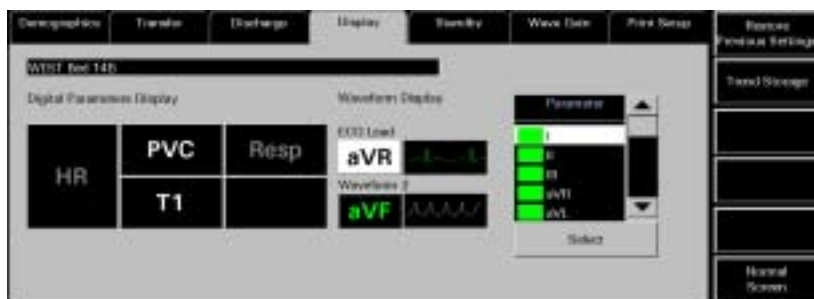 Demographics Transfer Discharge Display Standby Wave Gain Print Setup
Restore
Previous Settings
WEST Bed 14B
Trend Storage
Digital Parameter Display
Waveform Display
Parameter
ECG Lead
HR
PVC
Resp
aVR
I
II
III
Waveform 2
T1
aVF
aVR
aVL
Select
Normal
Screen